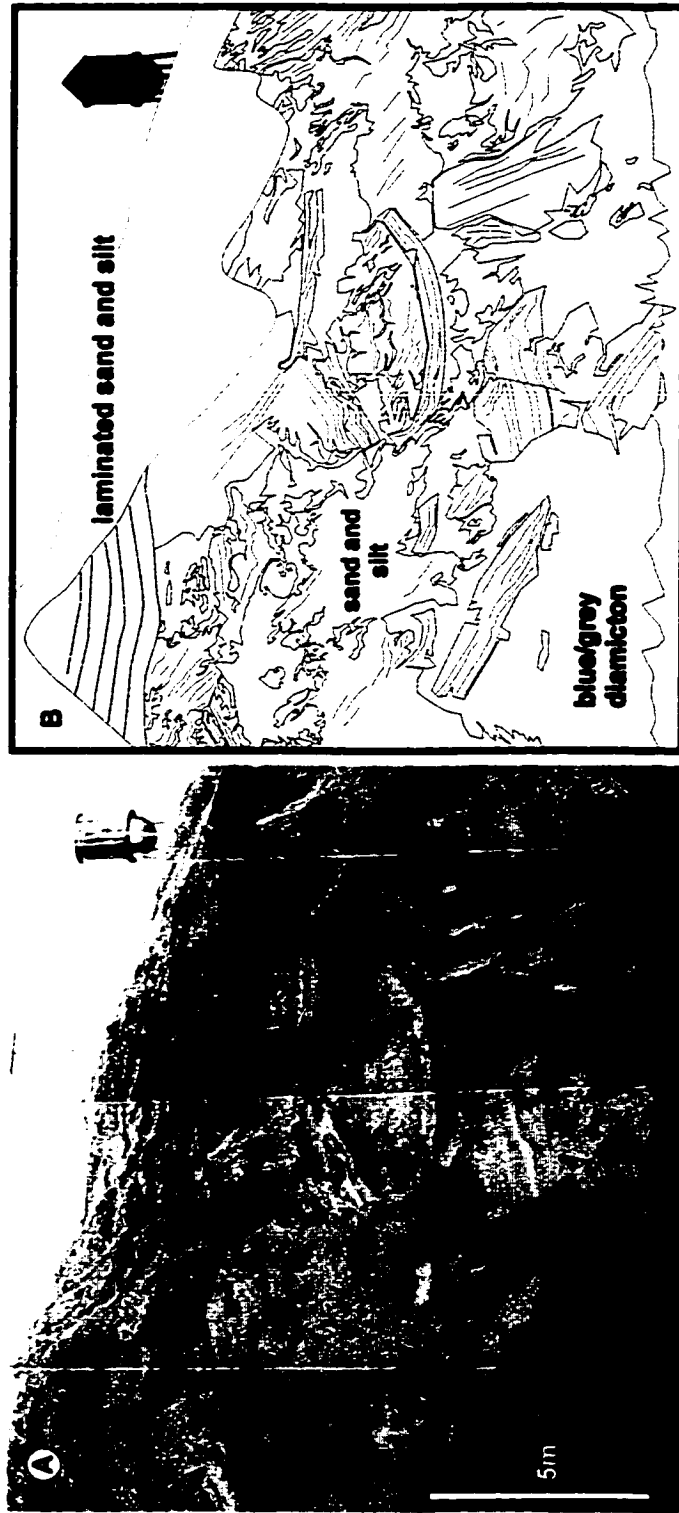 A
5m
B
laminated sand and silt
sand and
silt
blue/grey
diamicton